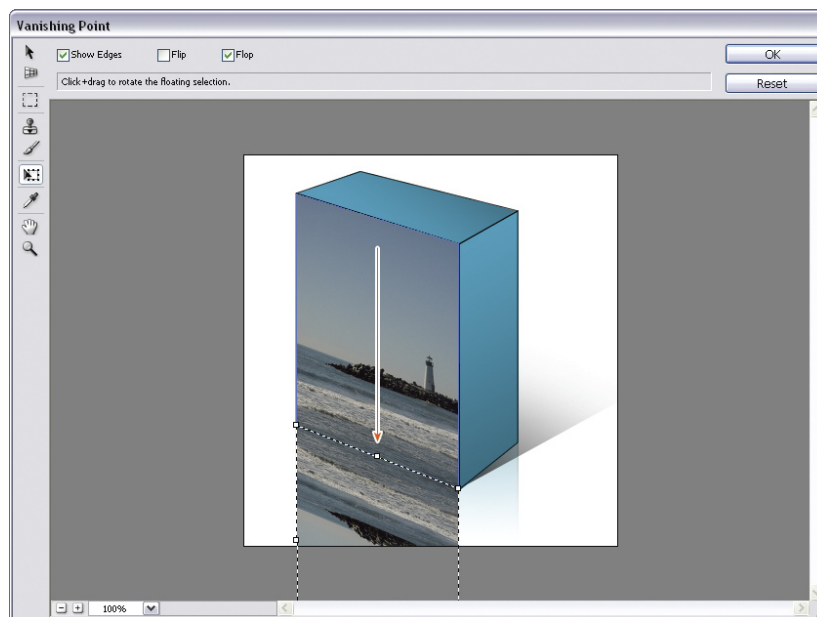 Vanishing Point
Show Edges Flip Flop
OK
Click+drag to rotate the floating selection.
Reset
100%